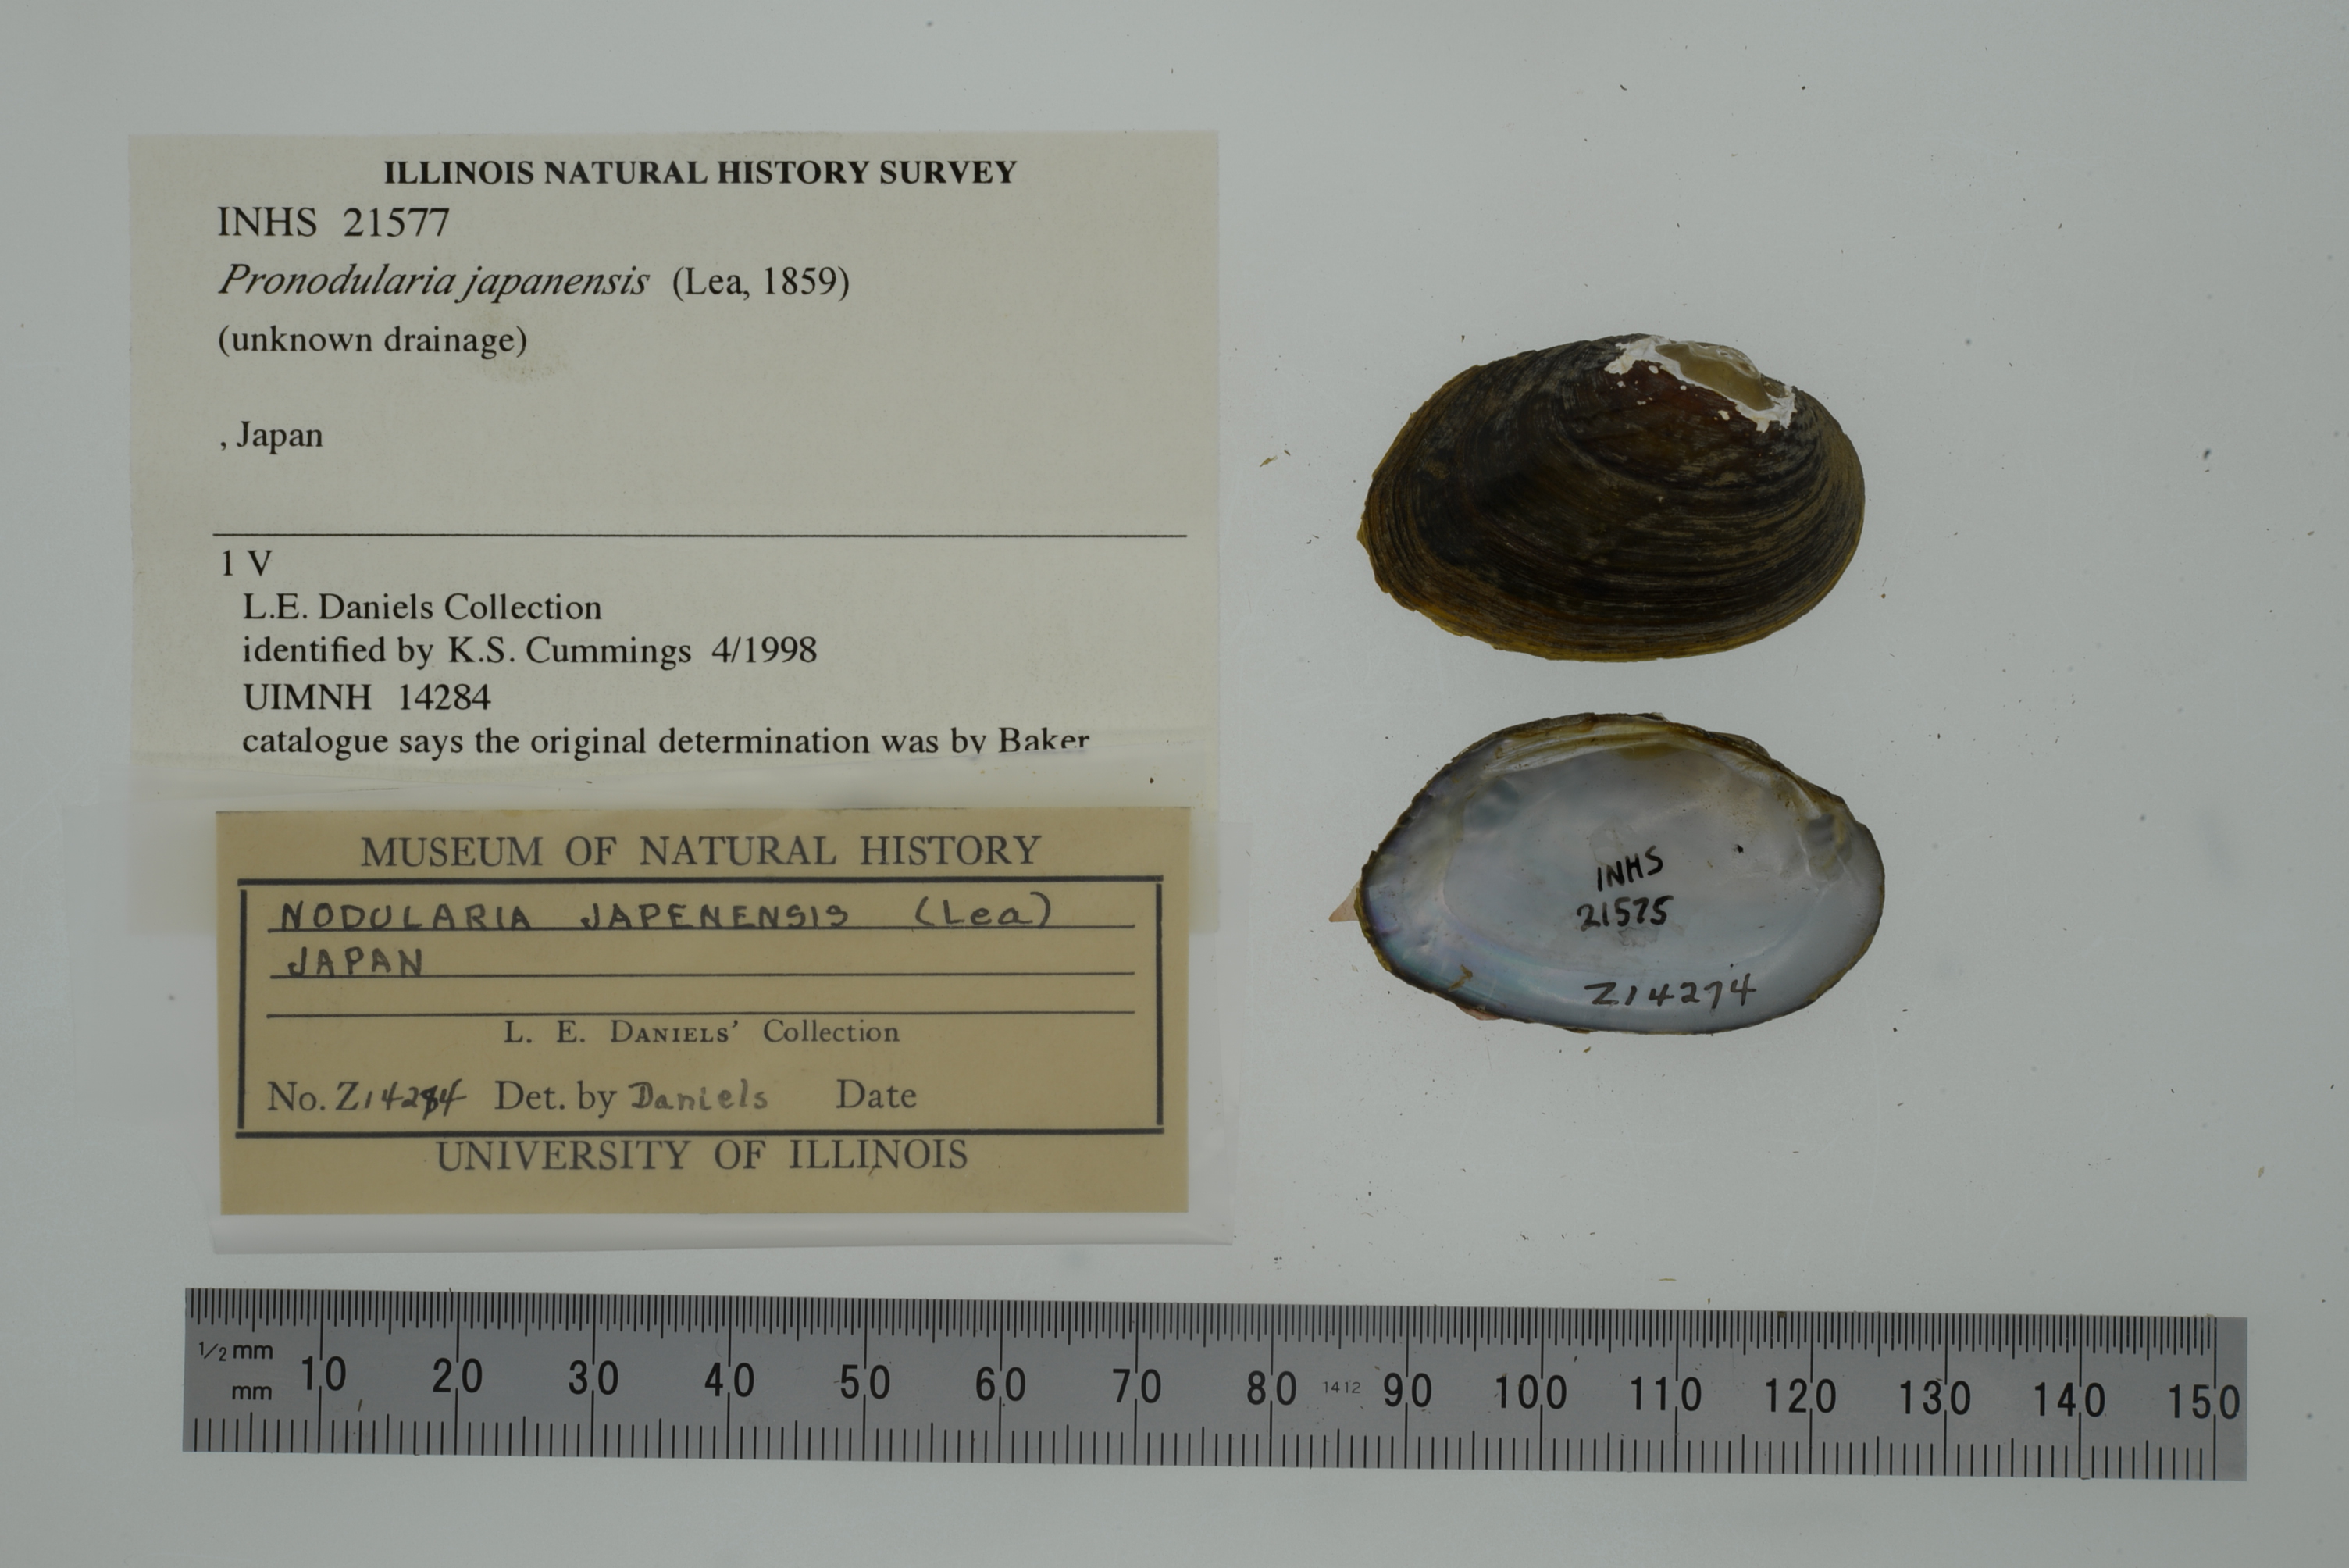 ILLINOIS NATURAL HISTORY SURVEY
INHS 21577
Pronodularia japanensis (Lea, 1859)
(unknown drainage)
, Japan
1 V
L.E. Daniels Collection
identified by K.S. Cummings 4/1998
UIMNH 14284
catalogue says the original determination was by Baker
MUSEUM OF NATURAL HISTORY
NODULARIA JAPENENSIS (Lea)
JAPAN
L. E. DANIELS' Collection
No. Z14284 Det. by Daniels Date
UNIVERSITY OF ILLINOIS
INHS
21575
Z14274
1/2 mm
mm 10 20 30 40 50 60 70 80 1412 90 100 110 120 130 140 150